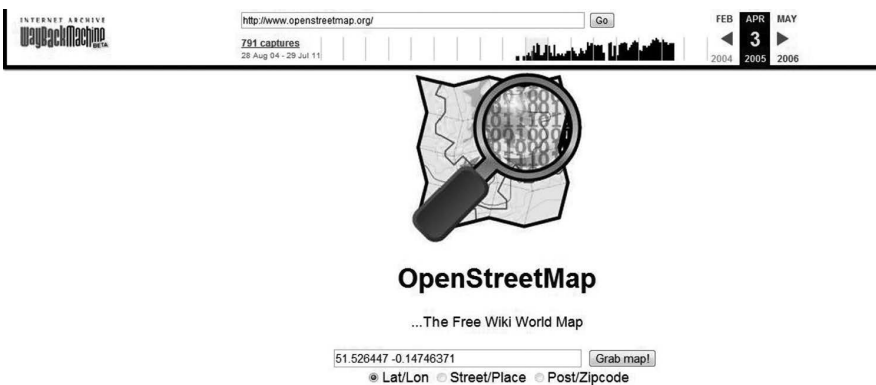 INTERNET ARCHIVE
WayBackMachine
BETA
http://www.openstreetmap.org/ Go
791 captures
28 Aug 04 - 29 Jul 11
FEB APR MAY
3
2004 2005 2006
OpenStreetMap
...The Free Wiki World Map
51.526447 -0.14746371 Grab map!
Lat/Lon Street/Place Post/Zipcode